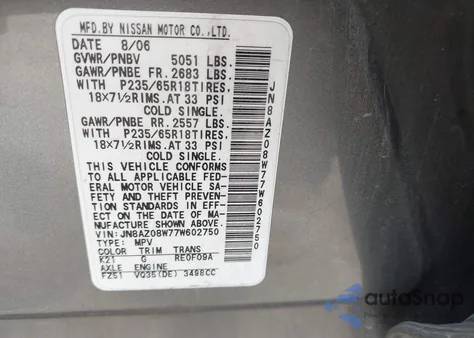 MFD.BY NISSAN MOTOR CO.,LTD.
DATE 8/06
GVWR/PNBV 5051 LBS.
GAWR/PNBE FR. 2683 LBS.
WITH P235/65R18TIRES,
18x7½RIMS.AT 33 PSI
COLD SINGLE.
GAWR/PNBE RR. 2557 LBS.
WITH P235/65R18TIRES,
18x7½RIMS.AT 33 PSI
COLD SINGLE.
THIS VEHICLE CONFORMS
TO ALL APPLICABLE FED-
ERAL MOTOR VEHICLE SA-
FETY AND THEFT PREVEN-
TION STANDARDS IN EFF-
ECT ON THE DATE OF MA-
NUFACTURE SHOWN ABOVE.
VIN: JN8AZ08W77W602750
TYPE: MPV
COLOR TRIM TRANS
K21 G RE0F09A
AXLE ENGINE
FZ51 VQ35(DE) 3498CC
JN8AZ08W77W602750
autoSnap